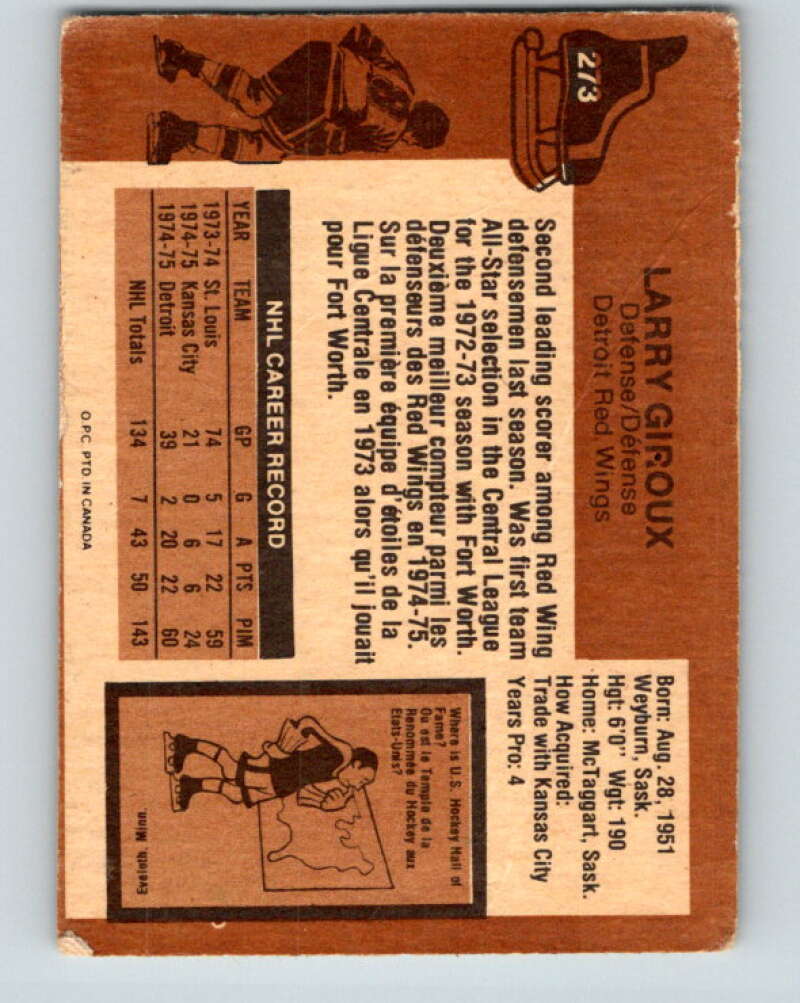 273
LARRY GIROUX
Defense/Défense
Detroit Red Wings
Born: Aug. 28, 1951
Weyburn, Sask.
Hgt: 6'0" Wgt: 190
Home: McTaggart, Sask.
How Acquired:
Trade with Kansas City
Years Pro: 4
Second leading scorer among Red Wing
defensemen last season. Was first team
All-Star selection in the Central League
for the 1972-73 season with Fort Worth.
Deuxième meilleur compteur parmi les
défenseurs des Red Wings en 1974-75.
Sur la première équipe d'étoiles de la
Ligue Centrale en 1973 alors qu'il jouait
pour Fort Worth.
NHL CAREER RECORD
YEAR TEAM GP G A PTS PIM
1973-74 St. Louis 74 5 17 22 59
1974-75 Kansas City 21 0 6 6 24
1974-75 Detroit 39 2 20 22 60
NHL Totals 134 7 43 50 143
Where is U.S. Hockey Hall of
Fame?
Où est le Temple de la
Renommée du Hockey aux
États-Unis?
Eveleth, Minn.
O.P.C. PTD. IN CANADA